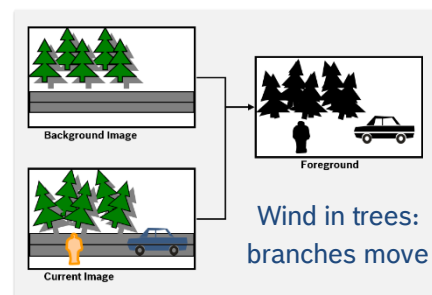 Background Image
Foreground
Current Image
Wind in trees:
branches move